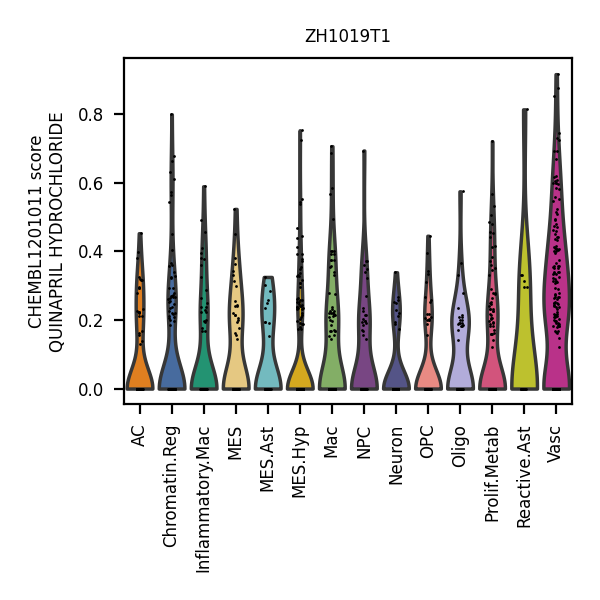 ZH1019T1
CHEMBL1201011 score
QUINAPRIL HYDROCHLORIDE
0.8
0.6
0.4
0.2
0.0
AC
Chromatin.Reg
Inflammatory.Mac
MES
MES.Ast
MES.Hyp
Mac
NPC
Neuron
OPC
Oligo
Prolif.Metab
Reactive.Ast
Vasc